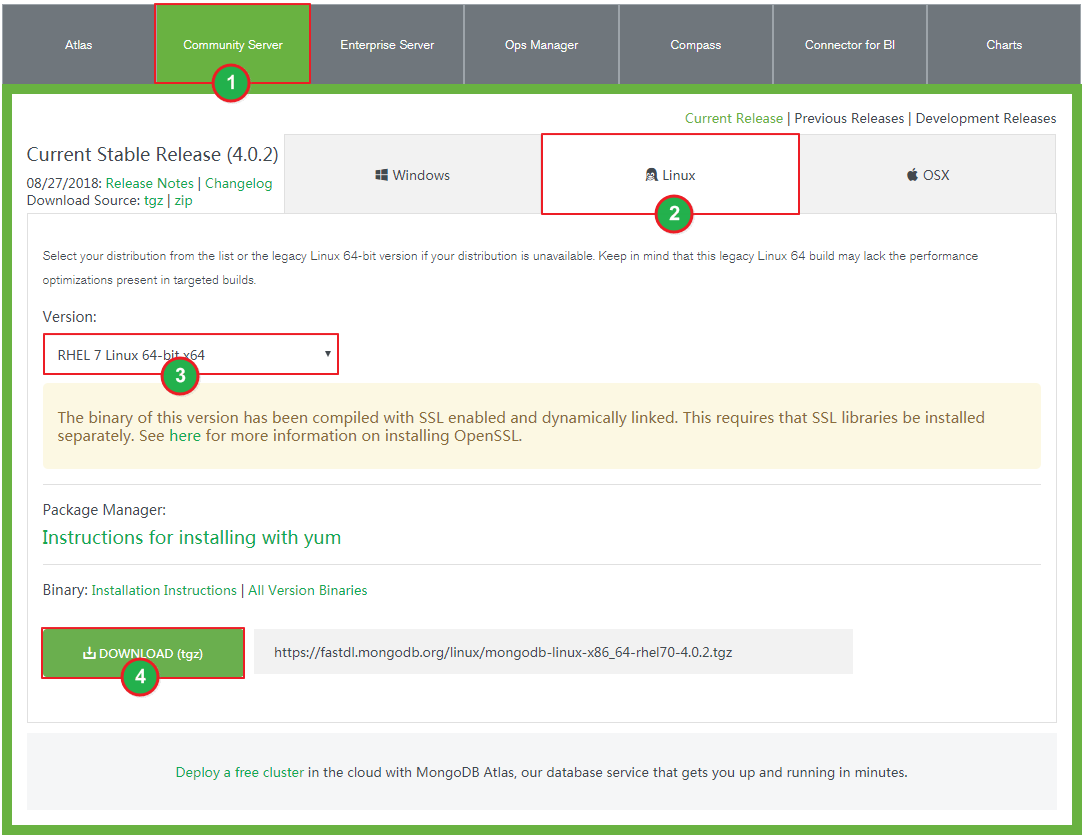 Atlas
Community Server
Enterprise Server
Ops Manager
Compass
Connector for BI
Charts
1
Current Release | Previous Releases | Development Releases
Current Stable Release (4.0.2)
08/27/2018: Release Notes | Changelog
Download Source: tgz | zip
Windows
Linux
OSX
2
Select your distribution from the list or the legacy Linux 64-bit version if your distribution is unavailable. Keep in mind that this legacy Linux 64 build may lack the performance
optimizations present in targeted builds.
Version:
RHEL 7 Linux 64-bit x64
3
The binary of this version has been compiled with SSL enabled and dynamically linked. This requires that SSL libraries be installed
separately. See here for more information on installing OpenSSL.
Package Manager:
Instructions for installing with yum
Binary: Installation Instructions | All Version Binaries
DOWNLOAD (tgz)
https://fastdl.mongodb.org/linux/mongodb-linux-x86_64-rhel70-4.0.2.tgz
4
Deploy a free cluster in the cloud with MongoDB Atlas, our database service that gets you up and running in minutes.